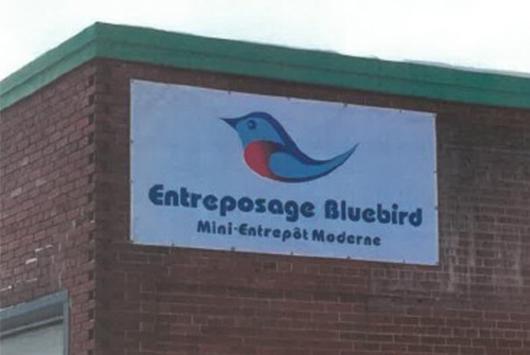 Entreposage Bluebird
Mini-Entrepôt Moderne